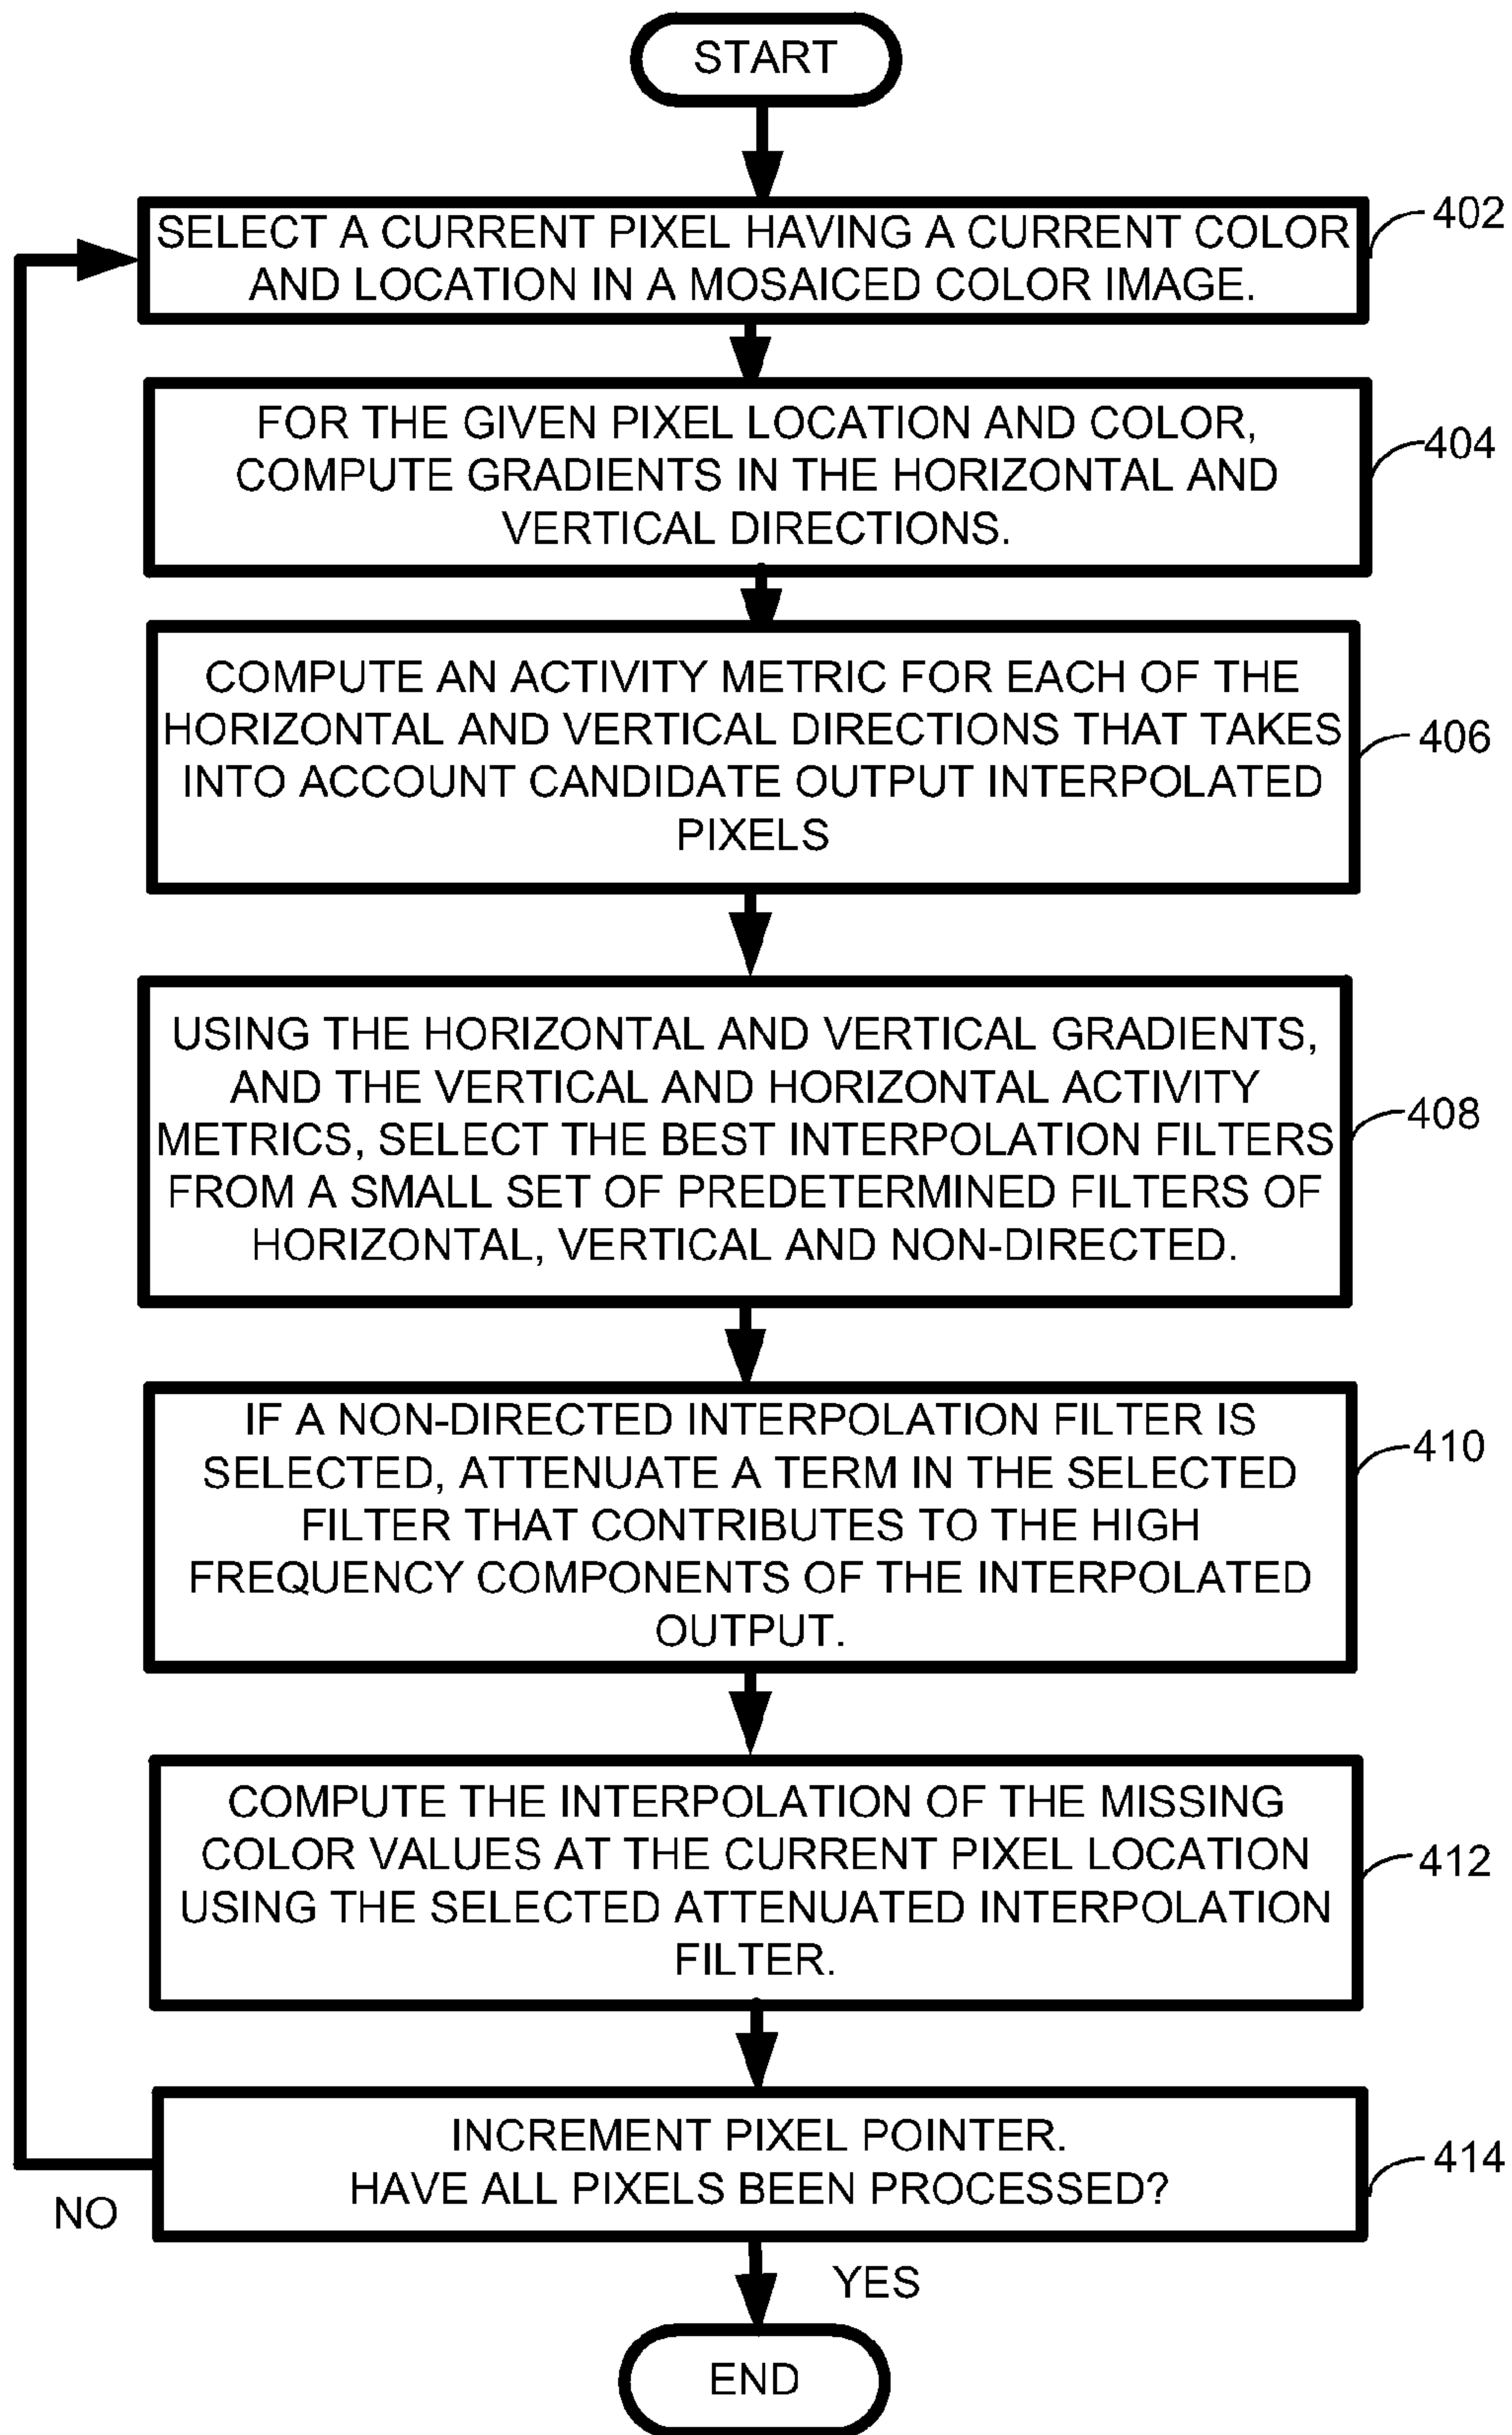 START
SELECT A CURRENT PIXEL HAVING A CURRENT COLOR
AND LOCATION IN A MOSAICED COLOR IMAGE.
402
FOR THE GIVEN PIXEL LOCATION AND COLOR,
COMPUTE GRADIENTS IN THE HORIZONTAL AND
VERTICAL DIRECTIONS.
404
COMPUTE AN ACTIVITY METRIC FOR EACH OF THE
HORIZONTAL AND VERTICAL DIRECTIONS THAT TAKES
INTO ACCOUNT CANDIDATE OUTPUT INTERPOLATED
PIXELS
406
USING THE HORIZONTAL AND VERTICAL GRADIENTS,
AND THE VERTICAL AND HORIZONTAL ACTIVITY
METRICS, SELECT THE BEST INTERPOLATION FILTERS
FROM A SMALL SET OF PREDETERMINED FILTERS OF
HORIZONTAL, VERTICAL AND NON-DIRECTED.
408
IF A NON-DIRECTED INTERPOLATION FILTER IS
SELECTED, ATTENUATE A TERM IN THE SELECTED
FILTER THAT CONTRIBUTES TO THE HIGH
FREQUENCY COMPONENTS OF THE INTERPOLATED
OUTPUT.
410
COMPUTE THE INTERPOLATION OF THE MISSING
COLOR VALUES AT THE CURRENT PIXEL LOCATION
USING THE SELECTED ATTENUATED INTERPOLATION
FILTER.
412
INCREMENT PIXEL POINTER.
HAVE ALL PIXELS BEEN PROCESSED?
414
NO
YES
END